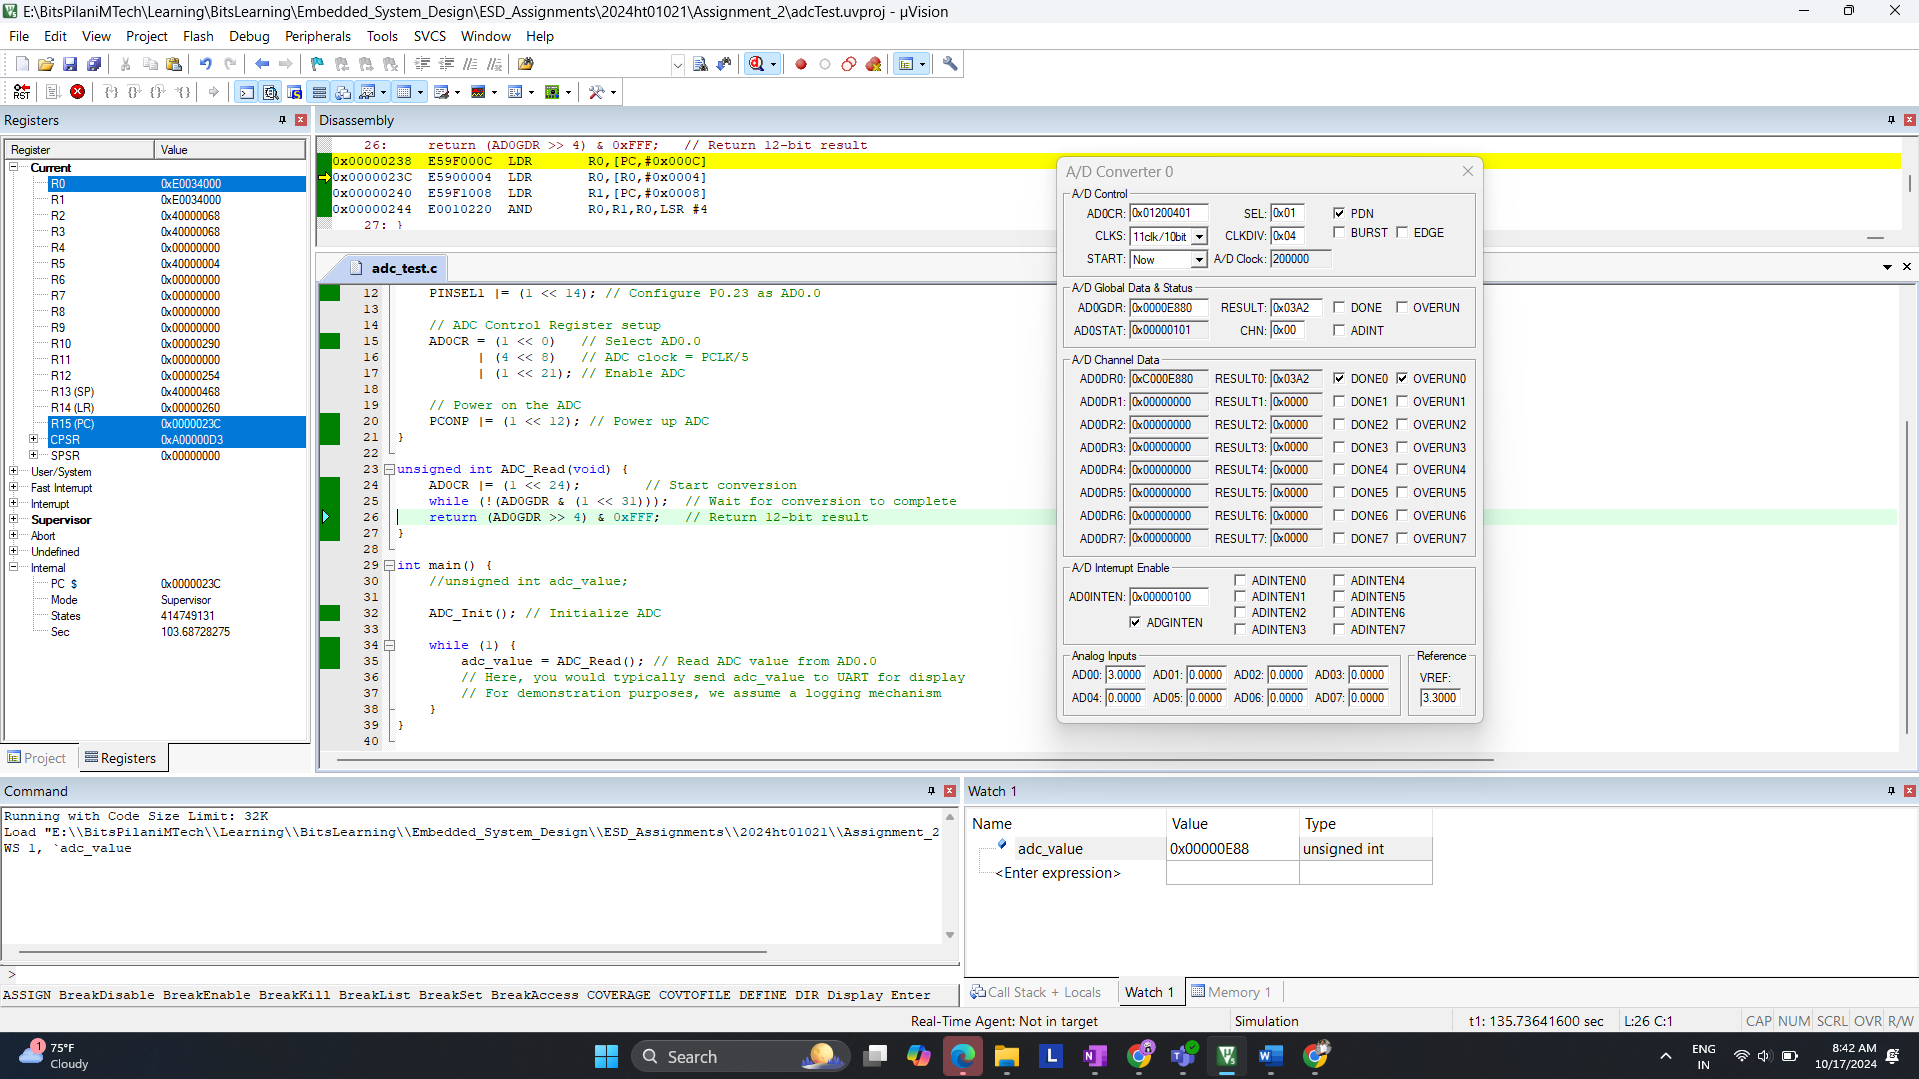 E:\BitsPilaniMTech\Learning\BitsLearning\Embedded_System_Design\ESD_Assignments\2024ht01021\Assignment_2\adcTest.uvproj - µVision
File Edit View Project Flash Debug Peripherals Tools SVCS Window Help
RST
Registers
Register Value
Current
R0 0xE0034000
R1 0xE0034000
R2 0x40000068
R3 0x40000068
R4 0x00000000
R5 0x40000004
R6 0x00000000
R7 0x00000000
R8 0x00000000
R9 0x00000000
R10 0x00000290
R11 0x00000000
R12 0x00000254
R13 (SP) 0x40000468
R14 (LR) 0x00000260
R15 (PC) 0x0000023C
CPSR 0xA00000D3
SPSR 0x00000000
User/System
Fast Interrupt
Interrupt
Supervisor
Abort
Undefined
Internal
PC $ 0x0000023C
Mode Supervisor
States 414749131
Sec 103.68728275
Project Registers
Disassembly
26: return (AD0GDR >> 4) & 0xFFF; // Return 12-bit result
0x00000238 E59F000C LDR R0,[PC,#0x000C]
0x0000023C E5900004 LDR R0,[R0,#0x0004]
0x00000240 E59F1008 LDR R1,[PC,#0x0008]
0x00000244 E0010220 AND R0,R1,R0,LSR #4
27: }
adc_test.c
12 PINSEL1 |= (1 << 14); // Configure P0.23 as AD0.0
13
14 // ADC Control Register setup
15 AD0CR = (1 << 0) // Select AD0.0
16 | (4 << 8) // ADC clock = PCLK/5
17 | (1 << 21); // Enable ADC
18
19 // Power on the ADC
20 PCONP |= (1 << 12); // Power up ADC
21 }
22
23 unsigned int ADC_Read(void) {
24 AD0CR |= (1 << 24); // Start conversion
25 while (!(AD0GDR & (1 << 31))); // Wait for conversion to complete
26 return (AD0GDR >> 4) & 0xFFF; // Return 12-bit result
27 }
28
29 int main() {
30 //unsigned int adc_value;
31
32 ADC_Init(); // Initialize ADC
33
34 while (1) {
35 adc_value = ADC_Read(); // Read ADC value from AD0.0
36 // Here, you would typically send adc_value to UART for display
37 // For demonstration purposes, we assume a logging mechanism
38 }
39 }
40
A/D Converter 0
A/D Control
AD0CR: 0x01200401 SEL: 0x01 PDN
CLKS: 11clk/10bit CLKDIV: 0x04 BURST EDGE
START: Now A/D Clock: 200000
A/D Global Data & Status
AD0GDR: 0x0000E880 RESULT: 0x03A2 DONE OVERUN
AD0STAT: 0x00000101 CHN: 0x00 ADINT
A/D Channel Data
AD0DR0: 0xC000E880 RESULT0: 0x03A2 DONE0 OVERUN0
AD0DR1: 0x00000000 RESULT1: 0x0000 DONE1 OVERUN1
AD0DR2: 0x00000000 RESULT2: 0x0000 DONE2 OVERUN2
AD0DR3: 0x00000000 RESULT3: 0x0000 DONE3 OVERUN3
AD0DR4: 0x00000000 RESULT4: 0x0000 DONE4 OVERUN4
AD0DR5: 0x00000000 RESULT5: 0x0000 DONE5 OVERUN5
AD0DR6: 0x00000000 RESULT6: 0x0000 DONE6 OVERUN6
AD0DR7: 0x00000000 RESULT7: 0x0000 DONE7 OVERUN7
A/D Interrupt Enable
ADINTEN0 ADINTEN4
AD0INTEN: 0x00000100 ADINTEN1 ADINTEN5
ADINTEN2 ADINTEN6
ADGINTEN ADINTEN3 ADINTEN7
Analog Inputs Reference
AD00: 3.0000 AD01: 0.0000 AD02: 0.0000 AD03: 0.0000 VREF:
AD04: 0.0000 AD05: 0.0000 AD06: 0.0000 AD07: 0.0000 3.3000
Command
Running with Code Size Limit: 32K
Load "E:\\BitsPilaniMTech\\Learning\\BitsLearning\\Embedded_System_Design\\ESD_Assignments\\2024ht01021\\Assignment_2
WS 1, `adc_value
>
ASSIGN BreakDisable BreakEnable BreakKill BreakList BreakSet BreakAccess COVERAGE COVTOFILE DEFINE DIR Display Enter
Watch 1
Name Value Type
adc_value 0x00000E88 unsigned int
<Enter expression>
Call Stack + Locals Watch 1 Memory 1
Real-Time Agent: Not in target Simulation t1: 135.73641600 sec L:26 C:1 CAP NUM SCRL OVR R/W
1
75°F
Cloudy
Search
ENG
IN
8:42 AM
10/17/2024